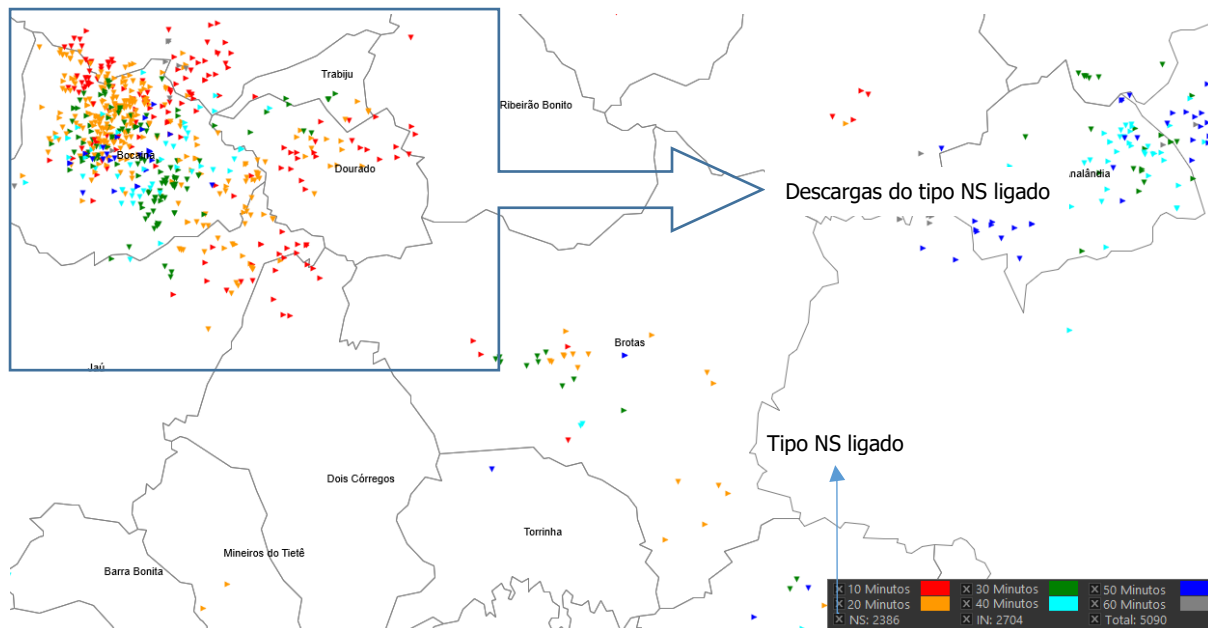 Trabiju
Ribeirão Bonito
Bocaina
Dourado
nalândia
Descargas do tipo NS ligado
Brotas
Jaú
Tipo NS ligado
Dois Córregos
Torrinha
Mineiros do Tietê
Barra Bonita
10 Minutos 30 Minutos 50 Minutos
20 Minutos 40 Minutos 60 Minutos
NS: 2386 IN: 2704 Total: 5090